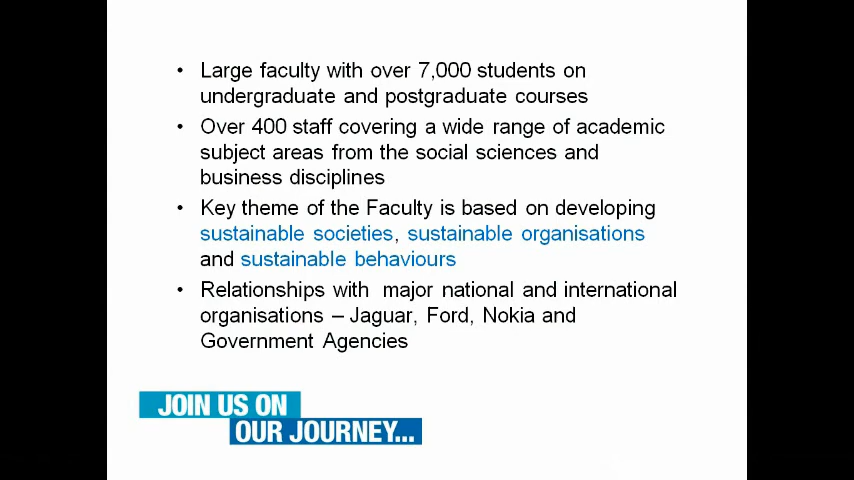 • Large faculty with over 7,000 students on
undergraduate and postgraduate courses
• Over 400 staff covering a wide range of academic
subject areas from the social sciences and
business disciplines
• Key theme of the Faculty is based on developing
sustainable societies, sustainable organisations
and sustainable behaviours
• Relationships with major national and international
organisations – Jaguar, Ford, Nokia and
Government Agencies
JOIN US ON
OUR JOURNEY...